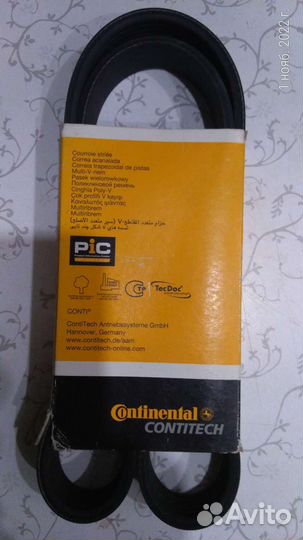 1 нояб. 2022 г.
Courroie striée
Correa acanalada
Correia trapezoidal de pistas
Multi-V-riem
Pasek wielorowkowy
Поликлиновой ремень
Cinghia Poly-V
Çok profilli V kayışı
Multiribrem
Multiribrem
PiC
TecDoc
CONTI®
ContiTech Antriebssysteme GmbH
Hannover, Germany
www.contitech.de/aam
www.contitech-online.com
Continental
CONTITECH
Avito